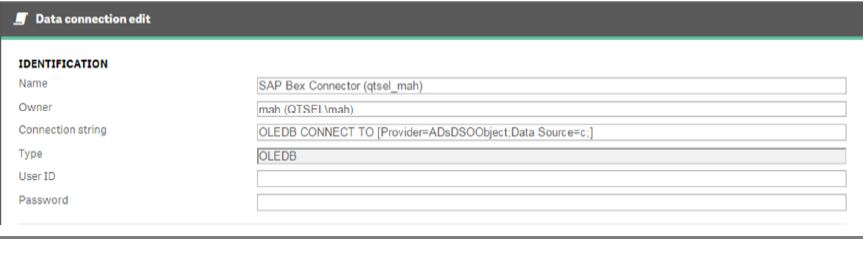 Data connection edit
IDENTIFICATION
Name SAP Bex Connector (qtsel_mah)
Owner mah (QTSEL\mah)
Connection string OLEDB CONNECT TO [Provider=ADsDSOObject;Data Source=c:]
Type OLEDB
User ID
Password